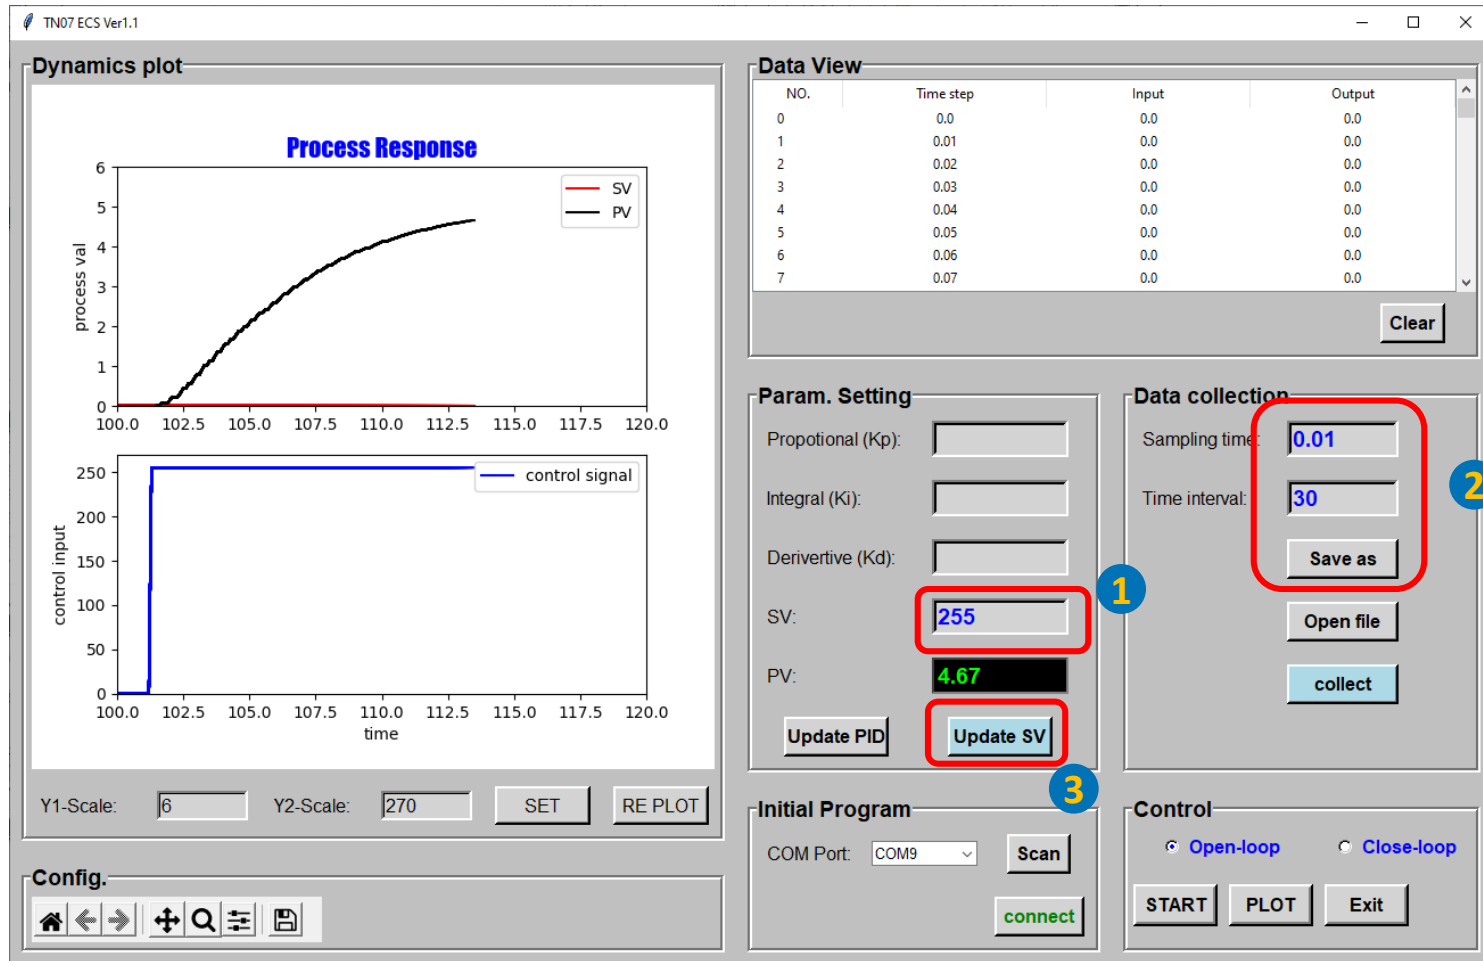 TN07 ECS Ver1.1
Dynamics plot
Process Response
6
5
4
3
2
1
0
process val
SV
PV
100.0 102.5 105.0 107.5 110.0 112.5 115.0 117.5 120.0
250
200
150
100
50
0
control input
control signal
100.0 102.5 105.0 107.5 110.0 112.5 115.0 117.5 120.0
time
Y1-Scale: 6 Y2-Scale: 270 SET RE PLOT
Config.
Data View
NO. Time step Input Output
0 0.0 0.0 0.0
1 0.01 0.0 0.0
2 0.02 0.0 0.0
3 0.03 0.0 0.0
4 0.04 0.0 0.0
5 0.05 0.0 0.0
6 0.06 0.0 0.0
7 0.07 0.0 0.0
Clear
Param. Setting
Propotional (Kp):
Integral (Ki):
Derivertive (Kd):
SV: 255
1
PV: 4.67
Update PID Update SV
3
Data collection
Sampling time: 0.01
Time interval: 30
2
Save as
Open file
collect
Initial Program
COM Port: COM9 Scan
connect
Control
Open-loop Close-loop
START PLOT Exit